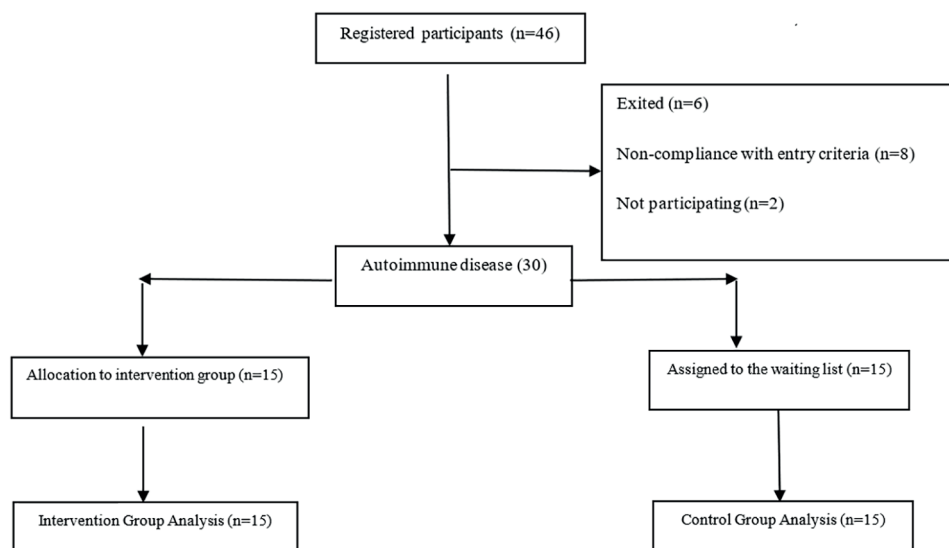 Registered participants (n=46)
Exited (n=6)
Non-compliance with entry criteria (n=8)
Not participating (n=2)
Autoimmune disease (30)
Allocation to intervention group (n=15)
Assigned to the waiting list (n=15)
Intervention Group Analysis (n=15)
Control Group Analysis (n=15)